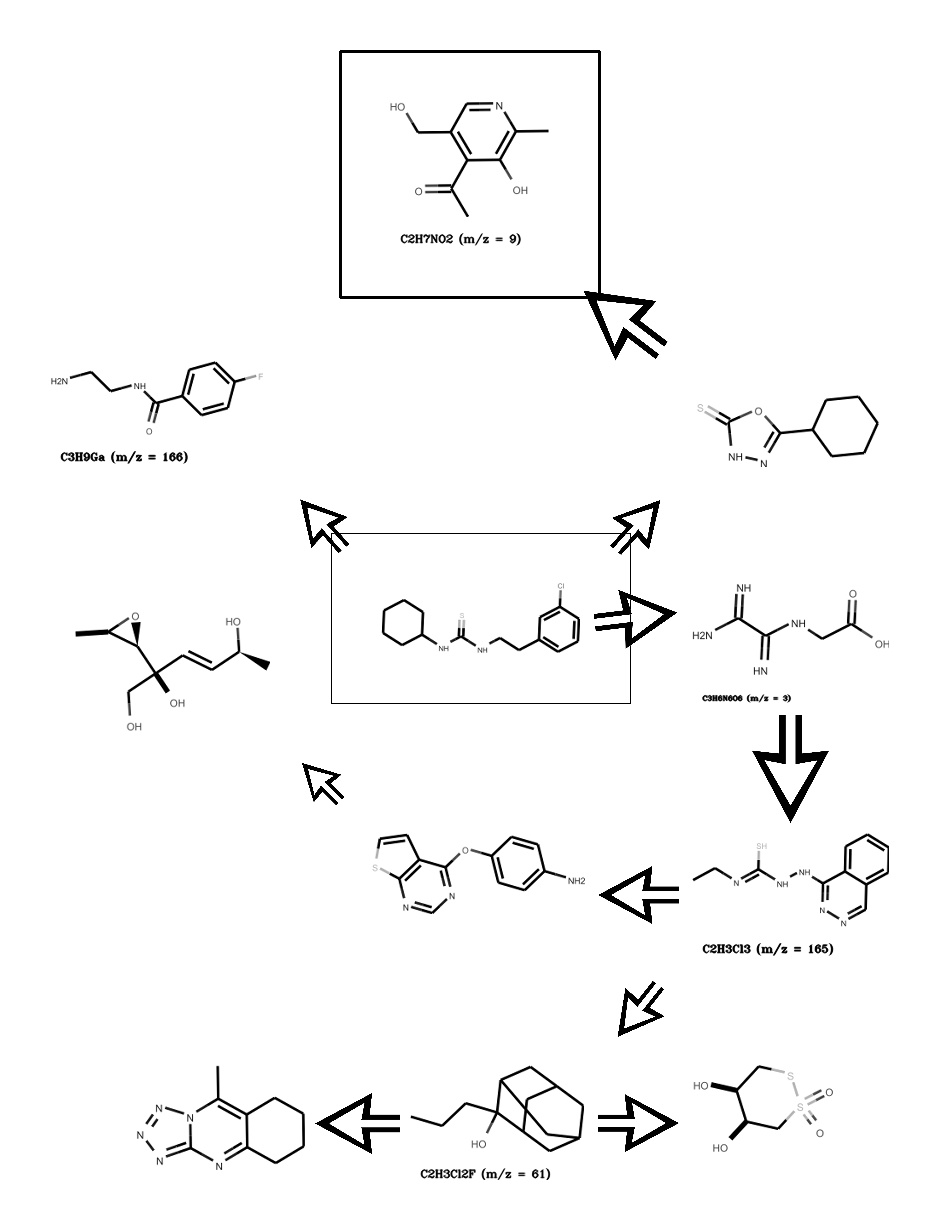 HO
N
O
OH
C2H7NO2 (m/z = 9)
H2N
NH
O
F
C3H9Ga (m/z = 166)
S
O
NH
N
O
HO
OH
OH
Cl
S
NH
NH
NH
H2N
NH
O
OH
NH
C3H6N6O6 (m/z = 3)
S
O
N
N
NH2
SH
N
NH
NH
N
N
C2H3Cl3 (m/z = 165)
N
N
N
N
N
HO
C2H3Cl2F (m/z = 61)
HO
S
S
O
O
HO